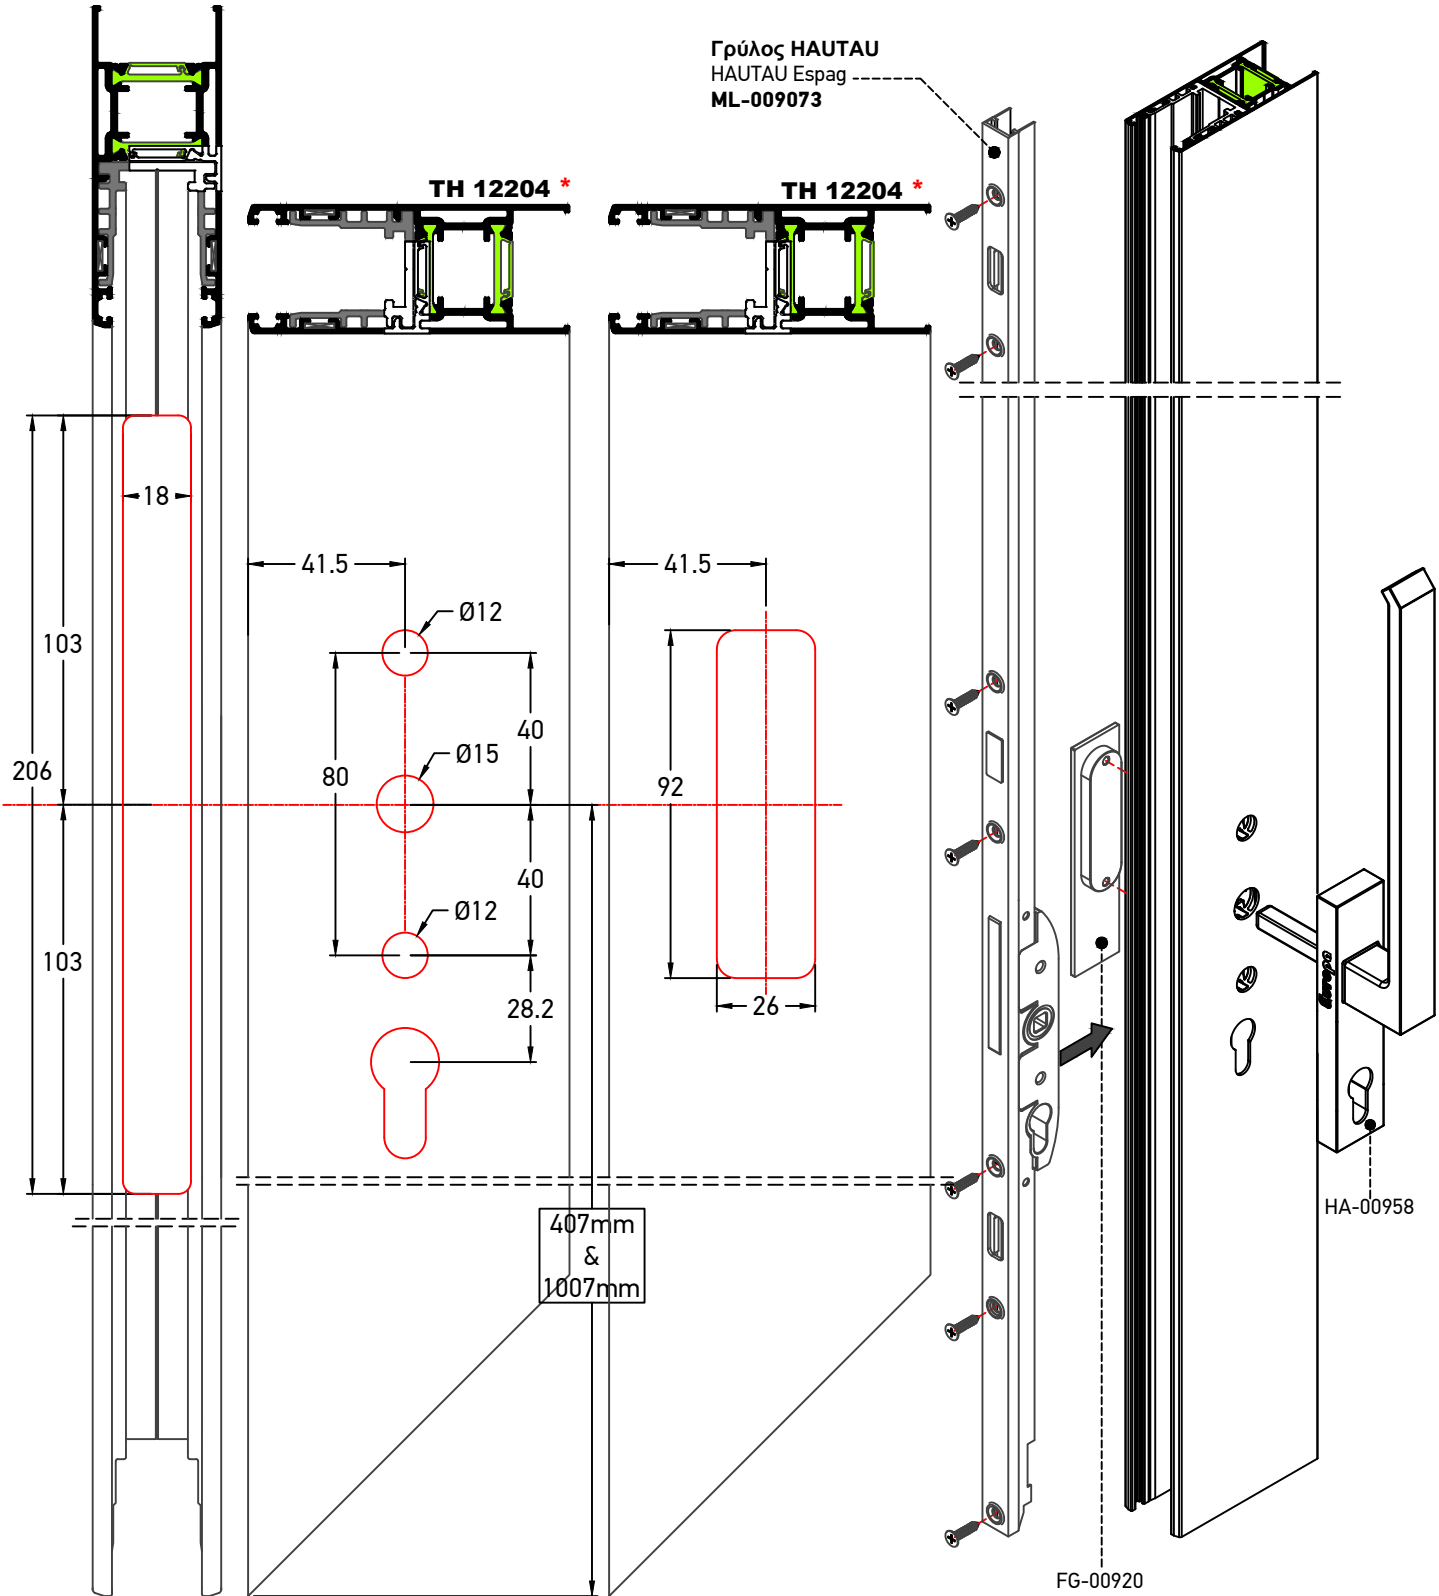 Γρύλος HAUTAU
HAUTAU Espag
ML-009073
TH 12204 *
TH 12204 *
18
41.5
41.5
Ø12
103
40
Ø15
80
206
92
40
Ø12
103
28.2
26
407mm
&
1007mm
HA-00958
FG-00920